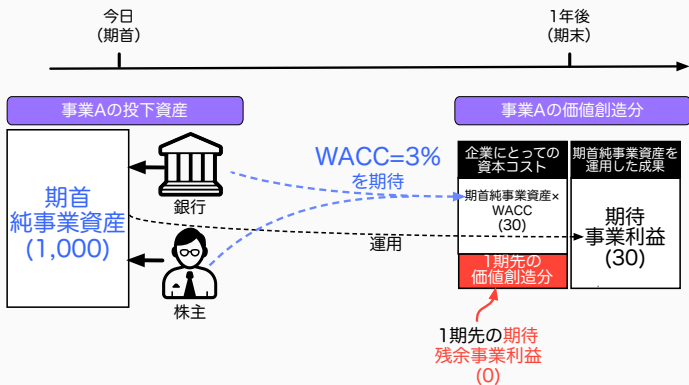 今日
(期首)
1年後
(期末)
事業Aの投下資産
事業Aの価値創造分
期首
純事業資産
(1,000)
銀行
株主
WACC=3%
を期待
運用
企業にとっての
資本コスト
期首純事業資産を
運用した成果
期首純事業資産×
WACC
(30)
期待
事業利益
(30)
1期先の
価値創造分
1期先の期待
残余事業利益
(0)